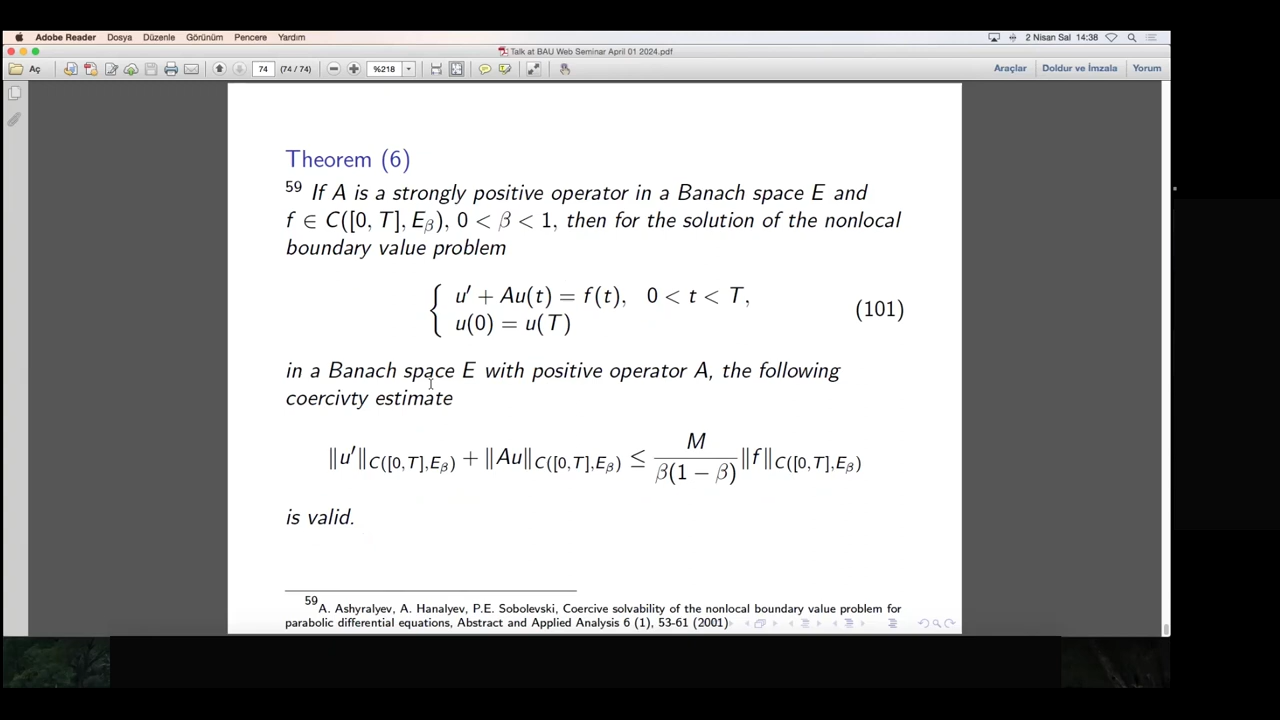 Adobe Reader Dosya Düzenle Görünüm Pencere Yardım 2 Nisan Sal 14:38
Talk at BAU Web Seminar April 01 2024.pdf
Aç 74 (74 / 74) %218 Araçlar Doldur ve İmzala Yorum
Theorem (6)
59 If A is a strongly positive operator in a Banach space E and
f ∈ C([0, T], Eβ), 0 < β < 1, then for the solution of the nonlocal
boundary value problem
{ u′ + Au(t) = f(t), 0 < t < T,
u(0) = u(T)
(101)
in a Banach space E with positive operator A, the following
coercivty estimate
‖u′‖C([0,T],Eβ) + ‖Au‖C([0,T],Eβ) ≤ M / β(1 − β) ‖f‖C([0,T],Eβ)
is valid.
59A. Ashyralyev, A. Hanalyev, P.E. Sobolevski, Coercive solvability of the nonlocal boundary value problem for
parabolic differential equations, Abstract and Applied Analysis 6 (1), 53-61 (2001)